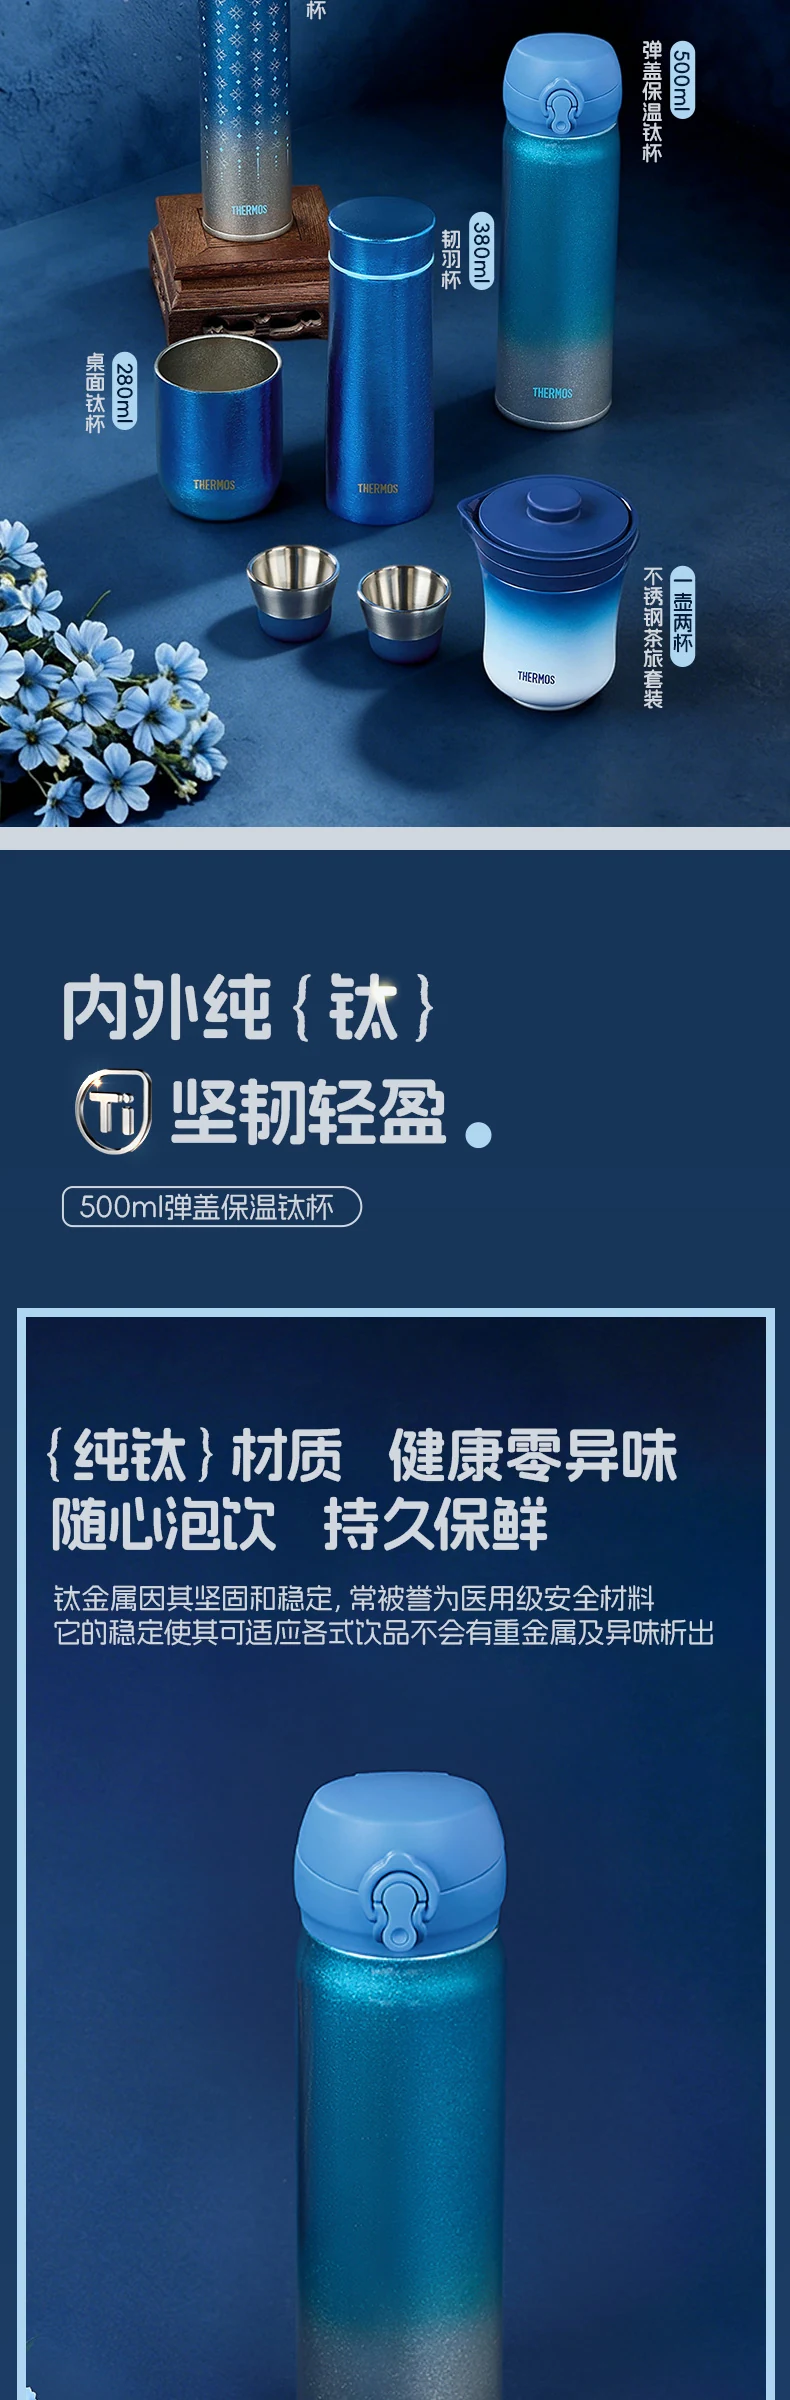 杯
500ml
弹盖保温钛杯
THERMOS
380ml
韧羽杯
280ml
桌面钛杯
THERMOS
THERMOS
THERMOS
一壶两杯
不锈钢茶旅套装
THERMOS
内外纯{钛}
Ti 坚韧轻盈
500ml弹盖保温钛杯
{纯钛}材质 健康零异味
随心泡饮 持久保鲜
钛金属因其坚固和稳定,常被誉为医用级安全材料
它的稳定使其可适应各式饮品不会有重金属及异味析出